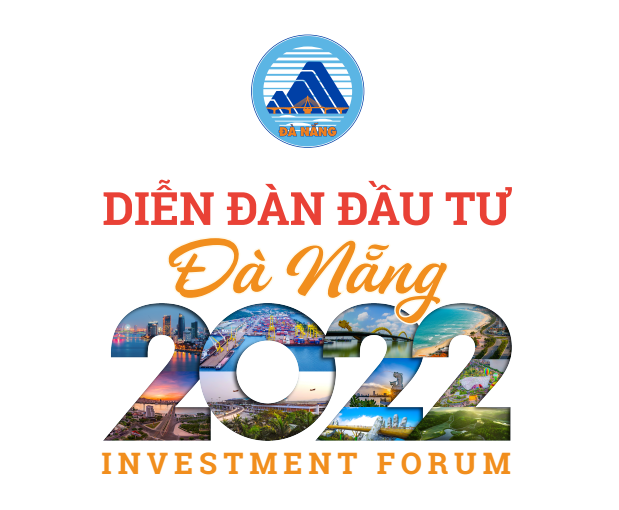 ĐÀ NẴNG
DIỄN ĐÀN ĐẦU TƯ
Đà Nẵng
2022
INVESTMENT FORUM